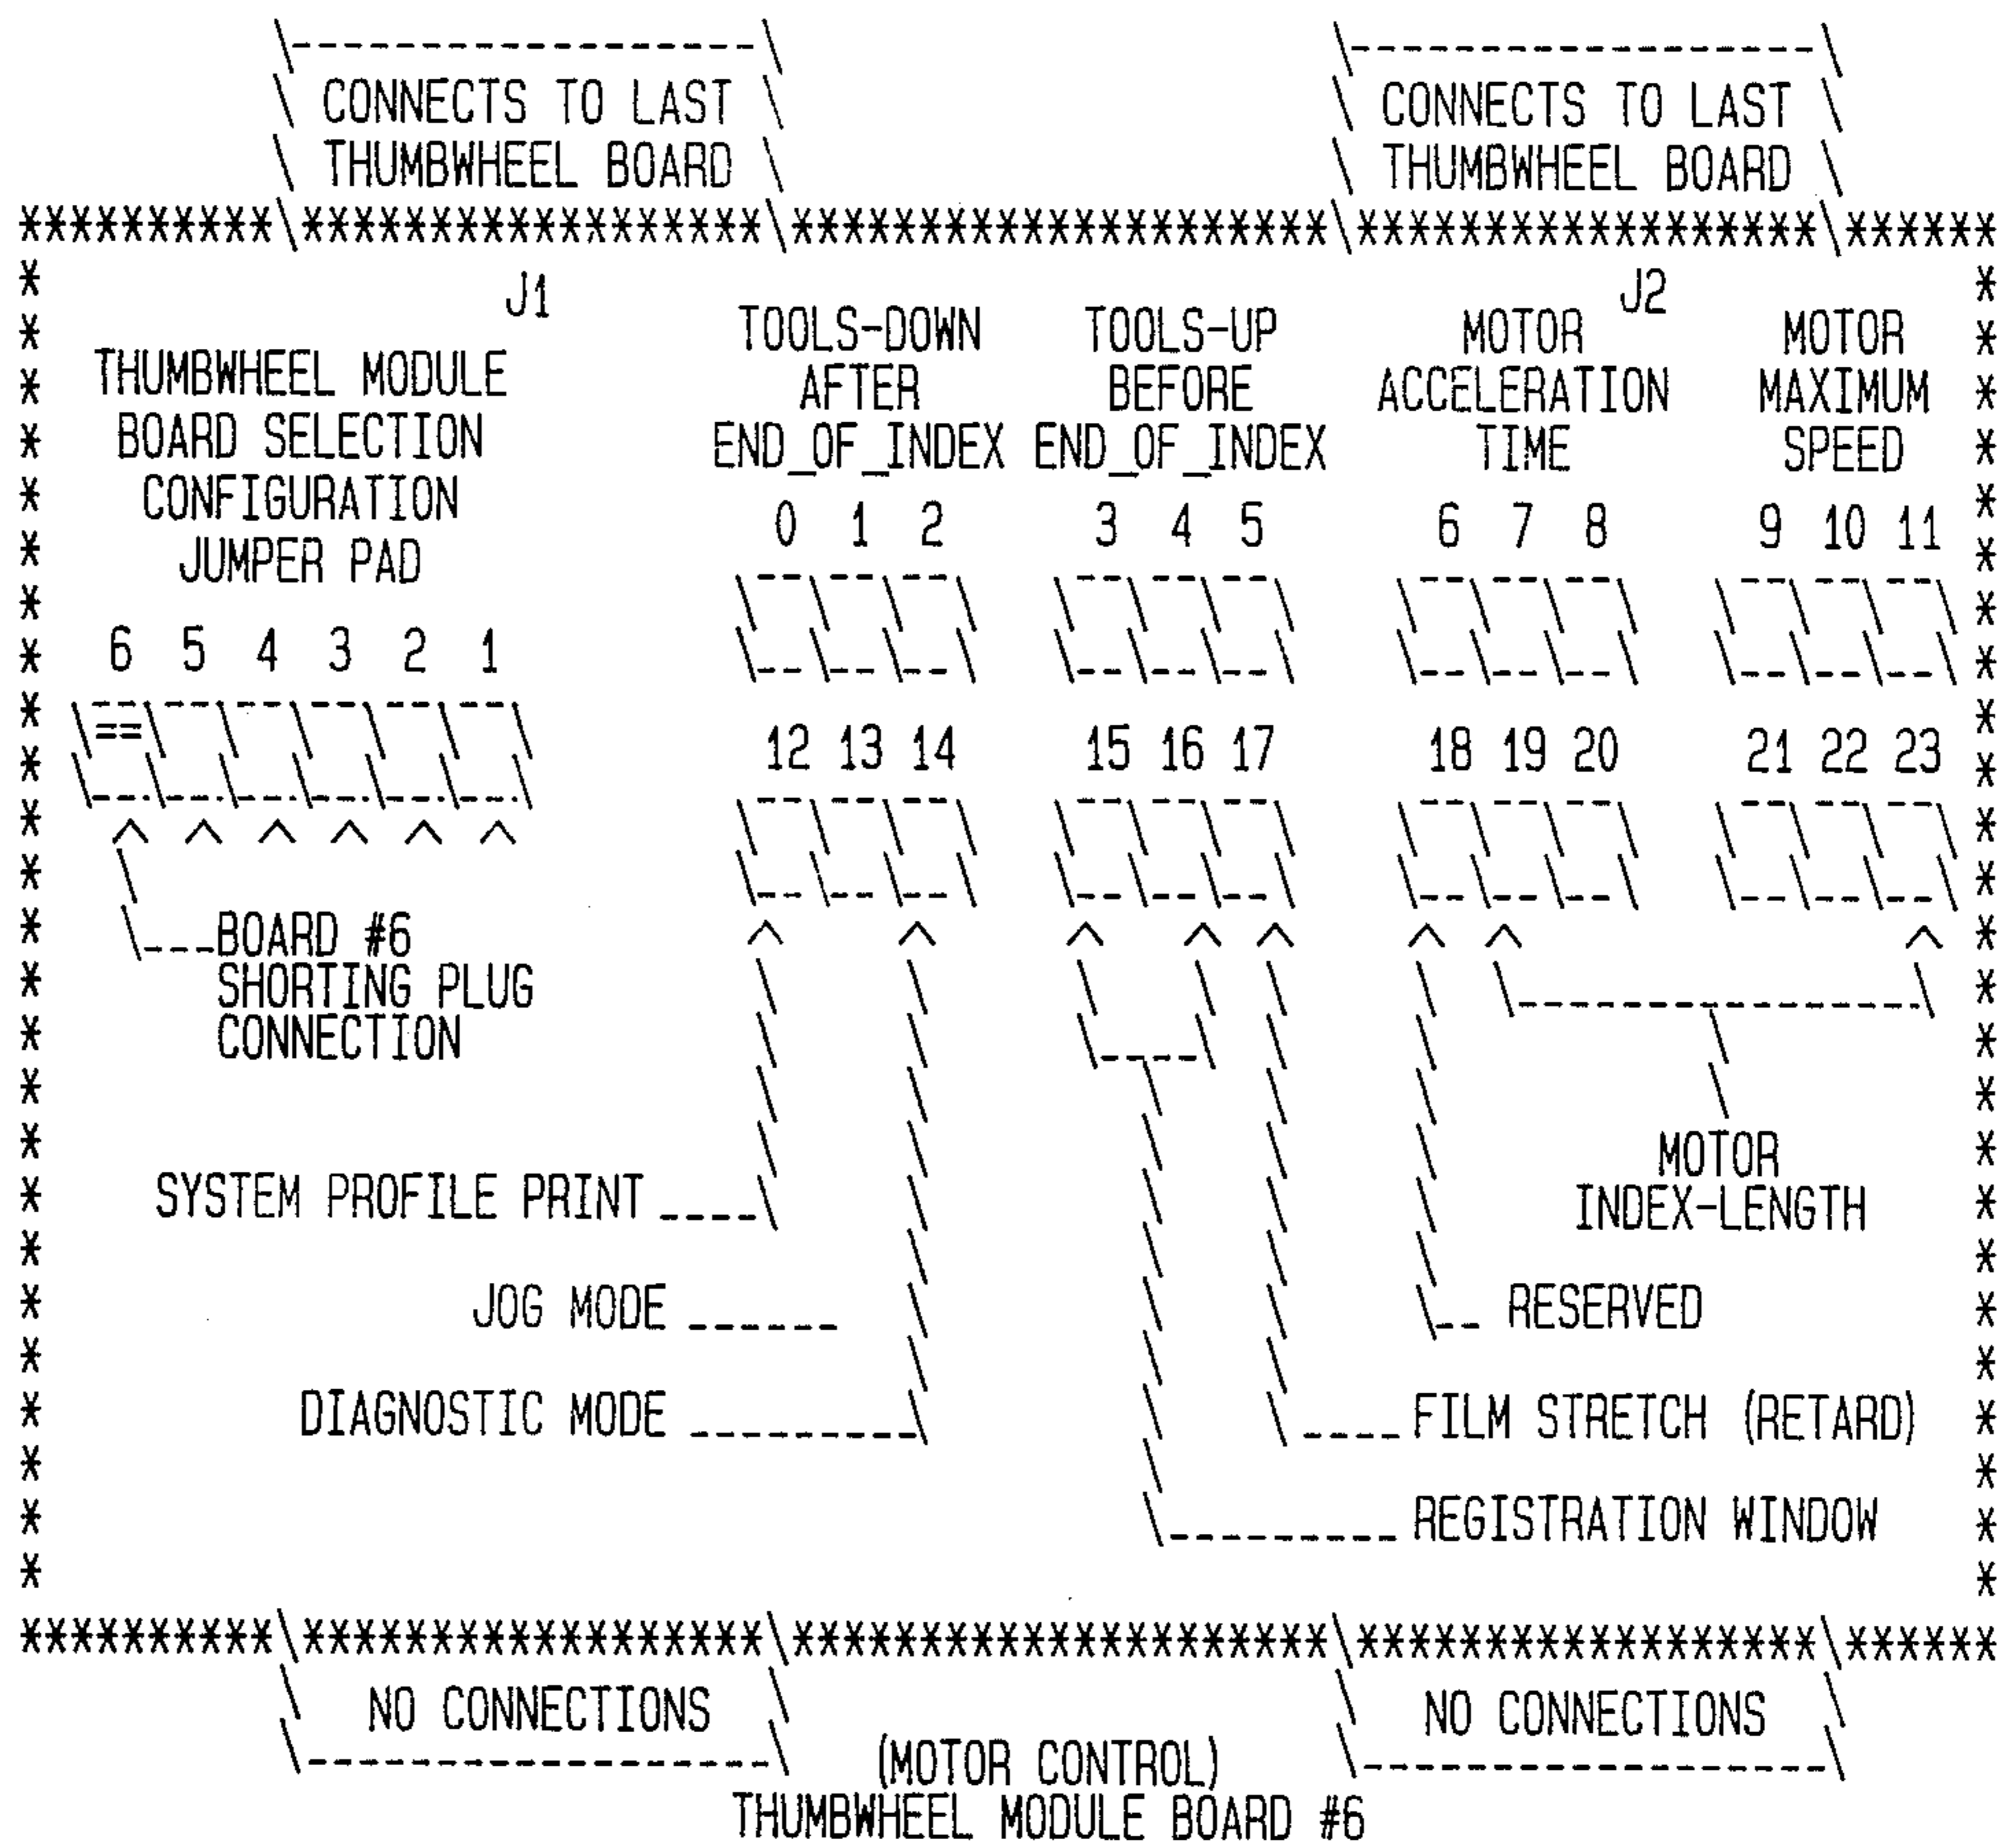 CONNECTS TO LAST
THUMBWHEEL BOARD
CONNECTS TO LAST
THUMBWHEEL BOARD
J1
J2
THUMBWHEEL MODULE
BOARD SELECTION
CONFIGURATION
JUMPER PAD
6 5 4 3 2 1
BOARD #6
SHORTING PLUG
CONNECTION
TOOLS-DOWN
AFTER
END_OF_INDEX
0 1 2
TOOLS-UP
BEFORE
END_OF_INDEX
3 4 5
MOTOR
ACCELERATION
TIME
6 7 8
MOTOR
MAXIMUM
SPEED
9 10 11
12 13 14
15 16 17
18 19 20
21 22 23
MOTOR
INDEX-LENGTH
SYSTEM PROFILE PRINT
JOG MODE
RESERVED
DIAGNOSTIC MODE
FILM STRETCH (RETARD)
REGISTRATION WINDOW
NO CONNECTIONS
NO CONNECTIONS
(MOTOR CONTROL)
THUMBWHEEL MODULE BOARD #6